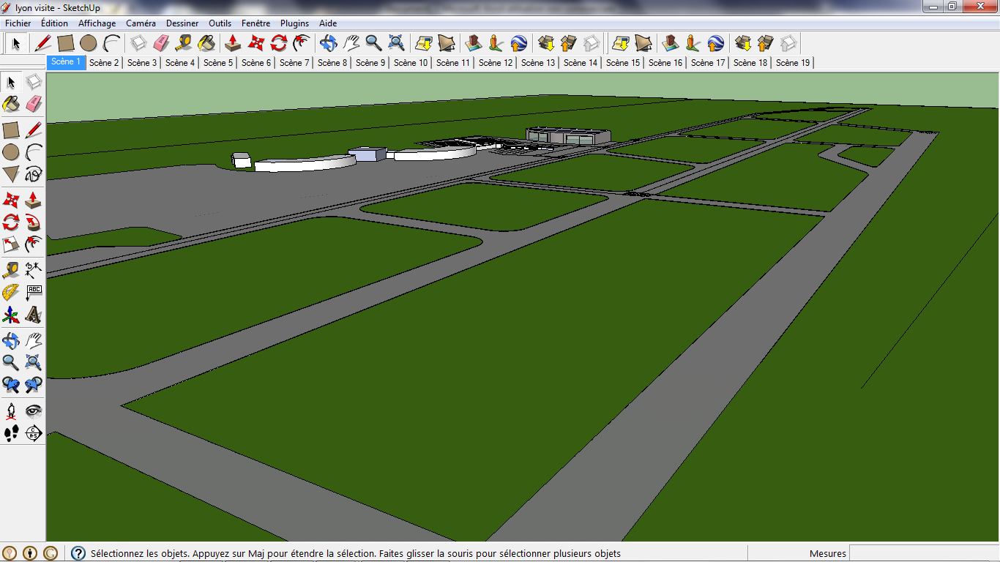 lyon visite - SketchUp
Fichier Édition Affichage Caméra Dessiner Outils Fenêtre Plugins Aide
Scène 1 Scène 2 Scène 3 Scène 4 Scène 5 Scène 6 Scène 7 Scène 8 Scène 9 Scène 10 Scène 11 Scène 12 Scène 13 Scène 14 Scène 15 Scène 16 Scène 17 Scène 18 Scène 19
ABC
Sélectionnez les objets. Appuyez sur Maj pour étendre la sélection. Faites glisser la souris pour sélectionner plusieurs objets Mesures